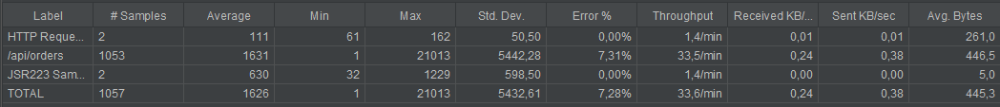 Label # Samples Average Min Max Std. Dev. Error % Throughput Received KB/... Sent KB/sec Avg. Bytes
HTTP Reque... 2 111 61 162 50,50 0,00% 1,4/min 0,01 0,01 261,0
/api/orders 1053 1631 1 21013 5442,28 7,31% 33,5/min 0,24 0,38 446,5
JSR223 Sam... 2 630 32 1229 598,50 0,00% 1,4/min 0,00 0,00 5,0
TOTAL 1057 1626 1 21013 5432,61 7,28% 33,6/min 0,24 0,38 445,3